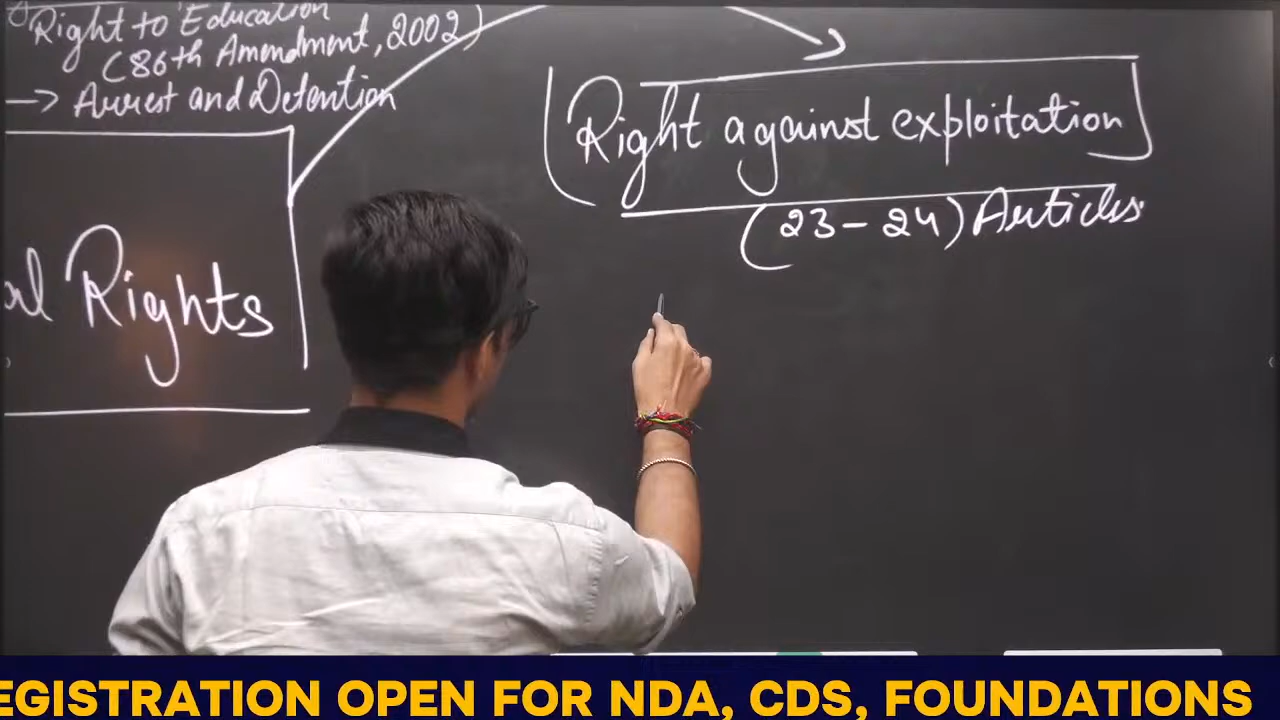 Right to Education
(86th Amendment, 2002)
→ Arrest and Detention
al Rights
Right against exploitation
(23-24) Articles
EGISTRATION OPEN FOR NDA, CDS, FOUNDATIONS